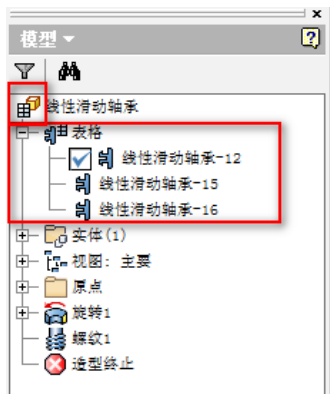 模型
线性滑动轴承
表格
线性滑动轴承-12
线性滑动轴承-15
线性滑动轴承-16
实体(1)
视图: 主要
原点
旋转1
螺纹1
造型终止